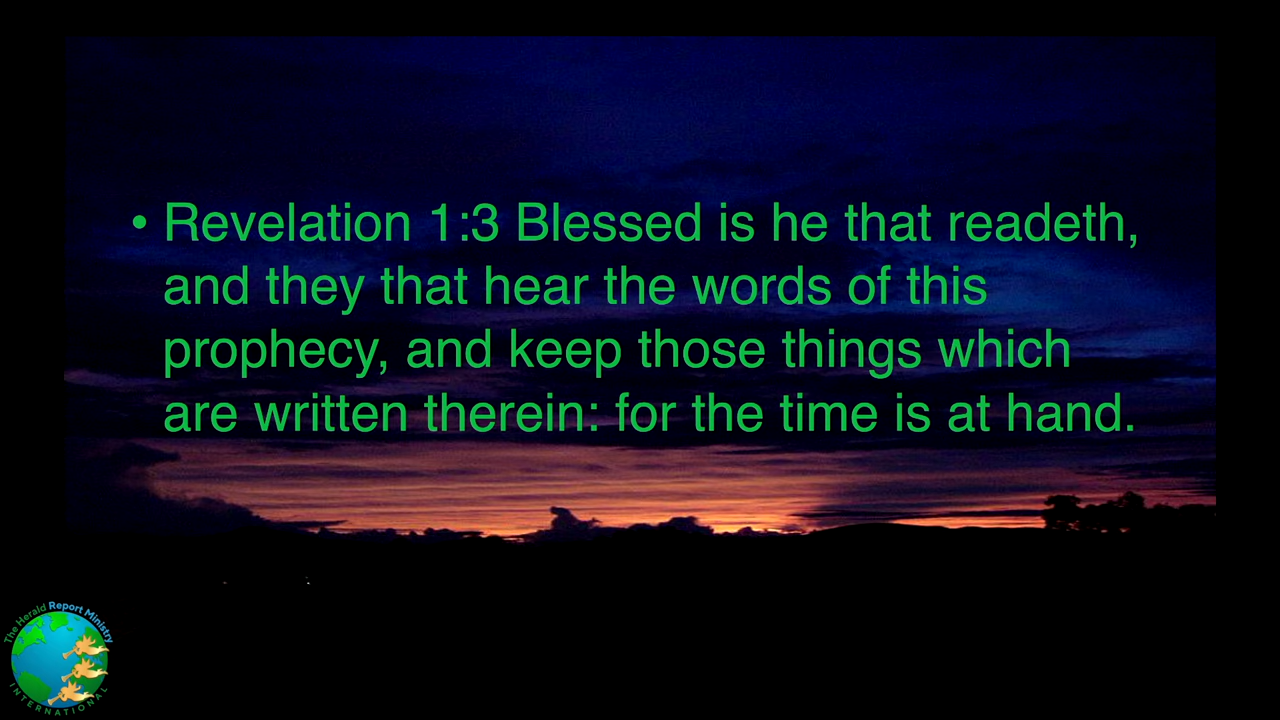 • Revelation 1:3 Blessed is he that readeth,
and they that hear the words of this
prophecy, and keep those things which
are written therein: for the time is at hand.
The Herald Report Ministry
INTERNATIONAL